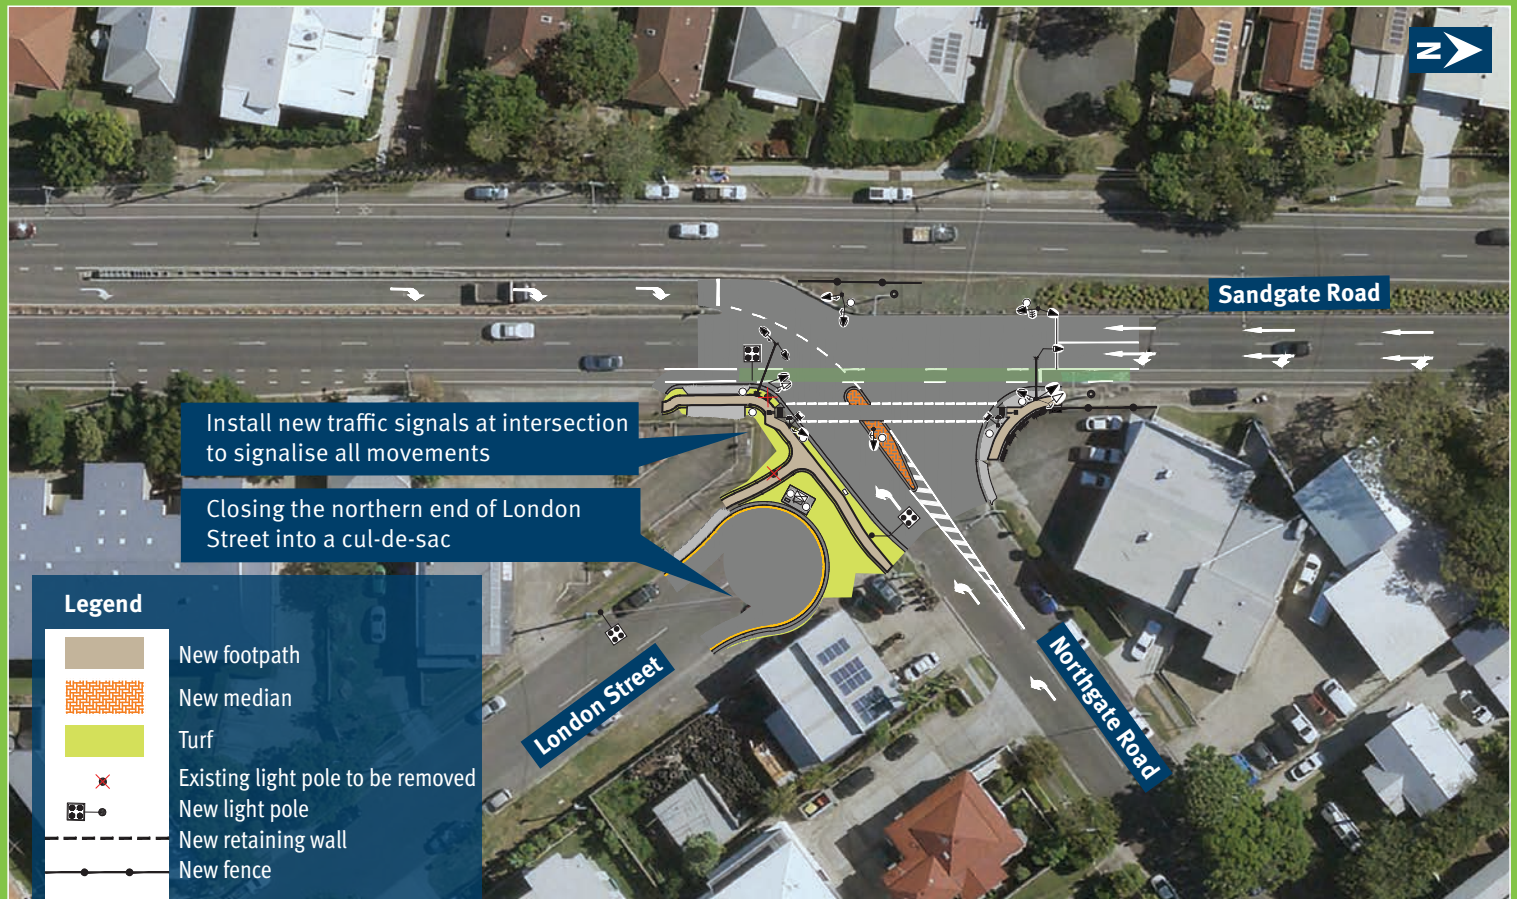 N
Sandgate Road
Install new traffic signals at intersection
to signalise all movements
Closing the northern end of London
Street into a cul-de-sac
London Street
Northgate Road
Legend
New footpath
New median
Turf
Existing light pole to be removed
New light pole
New retaining wall
New fence